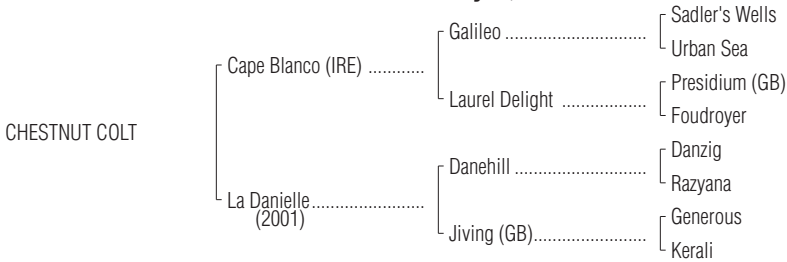 Sadler's Wells
Galileo ..............................
Urban Sea
Cape Blanco (IRE) ............
Presidium (GB)
Laurel Delight ..................
Foudroyer
CHESTNUT COLT
Danzig
Danehill ............................
Razyana
La Danielle........................
(2001)
Generous
Jiving (GB)........................
Kerali